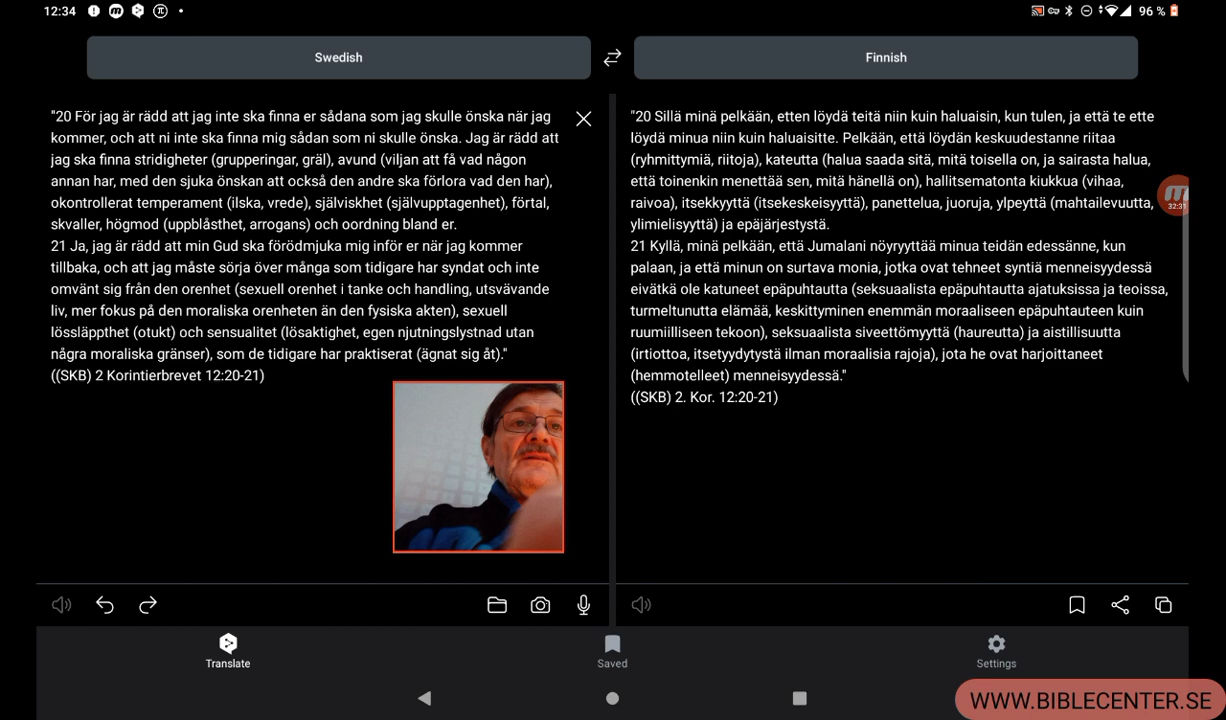 12:34
96 %
Swedish
Finnish
"20 För jag är rädd att jag inte ska finna er sådana som jag skulle önska när jag
kommer, och att ni inte ska finna mig sådan som ni skulle önska. Jag är rädd att
jag ska finna stridigheter (grupperingar, gräl), avund (viljan att få vad någon
annan har, med den sjuka önskan att också den andre ska förlora vad den har),
okontrollerat temperament (ilska, vrede), själviskhet (självupptagenhet), förtal,
skvaller, högmod (uppblåsthet, arrogans) och oordning bland er.
21 Ja, jag är rädd att min Gud ska förödmjuka mig inför er när jag kommer
tillbaka, och att jag måste sörja över många som tidigare har syndat och inte
omvänt sig från den orenhet (sexuell orenhet i tanke och handling, utsvävande
liv, mer fokus på den moraliska orenheten än den fysiska akten), sexuell
lössläppthet (otukt) och sensualitet (lösaktighet, egen njutningslystnad utan
några moraliska gränser), som de tidigare har praktiserat (ägnat sig åt)."
((SKB) 2 Korintierbrevet 12:20-21)
"20 Sillä minä pelkään, etten löydä teitä niin kuin haluaisin, kun tulen, ja että te ette
löydä minua niin kuin haluaisitte. Pelkään, että löydän keskuudestanne riitaa
(ryhmittymiä, riitoja), kateutta (halua saada sitä, mitä toisella on, ja sairasta halua,
että toinenkin menettää sen, mitä hänellä on), hallitsematonta kiukkua (vihaa,
raivoa), itsekkyyttä (itsekeskeisyyttä), panettelua, juoruja, ylpeyttä (mahtailevuutta,
ylimielisyyttä) ja epäjärjestystä.
21 Kyllä, minä pelkään, että Jumalani nöyryyttää minua teidän edessänne, kun
palaan, ja että minun on surtava monia, jotka ovat tehneet syntiä menneisyydessä
eivätkä ole katuneet epäpuhtautta (seksuaalista epäpuhtautta ajatuksissa ja teoissa,
turmeltunutta elämää, keskittyminen enemmän moraaliseen epäpuhtauteen kuin
ruumiilliseen tekoon), seksuaalista siveettömyyttä (haureutta) ja aistillisuutta
(irtiottoa, itsetyydytystä ilman moraalisia rajoja), jota he ovat harjoittaneet
(hemmotelleet) menneisyydessä."
((SKB) 2. Kor. 12:20-21)
32:31
Translate
Saved
Settings
WWW.BIBLECENTER.SE